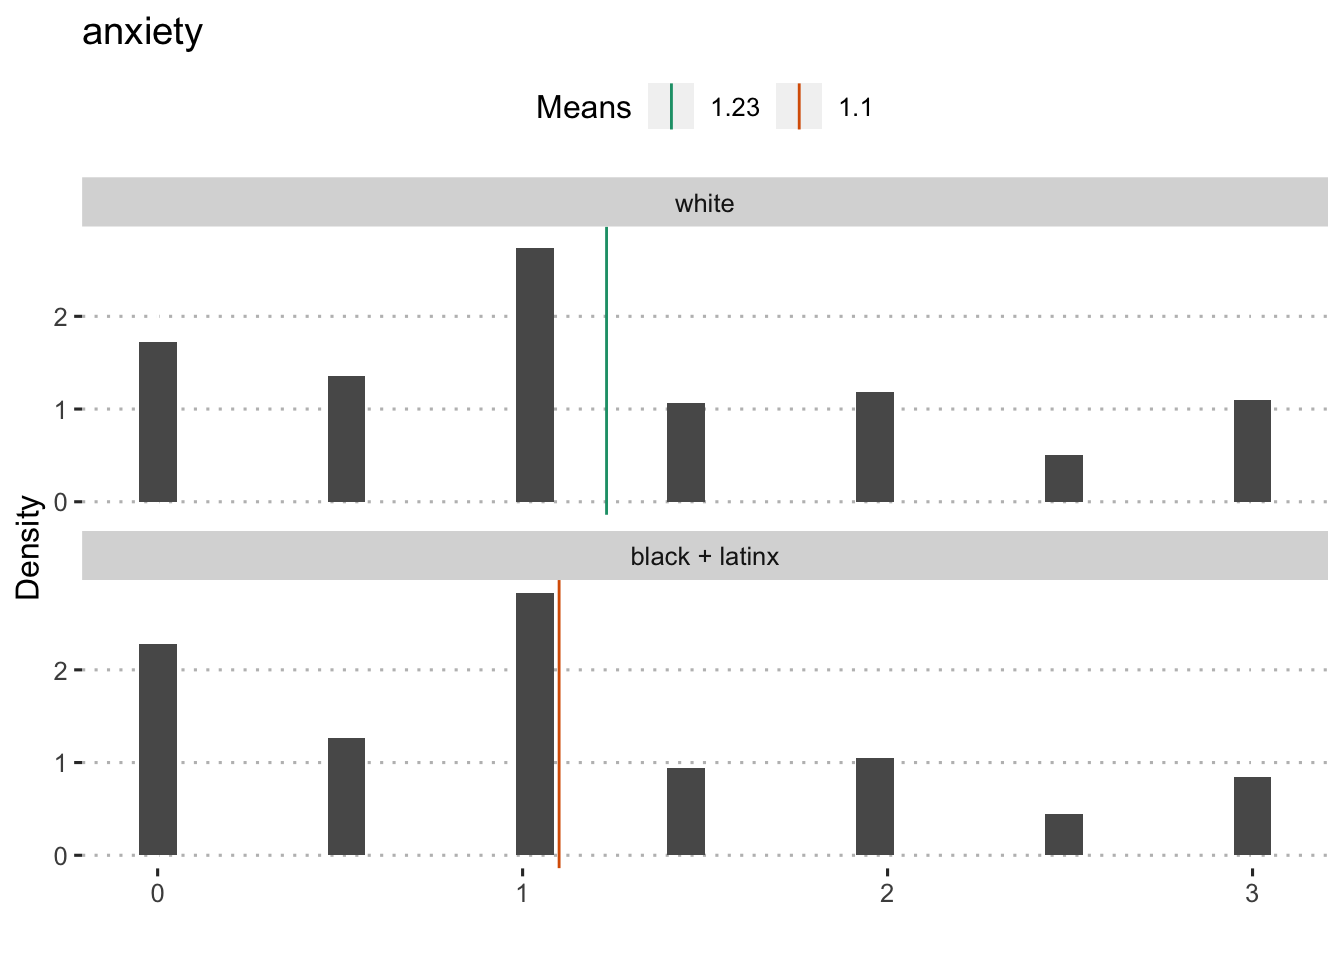 anxiety
Means 1.23 1.1
white
2
1
0
Density
black + latinx
2
1
0
0 1 2 3